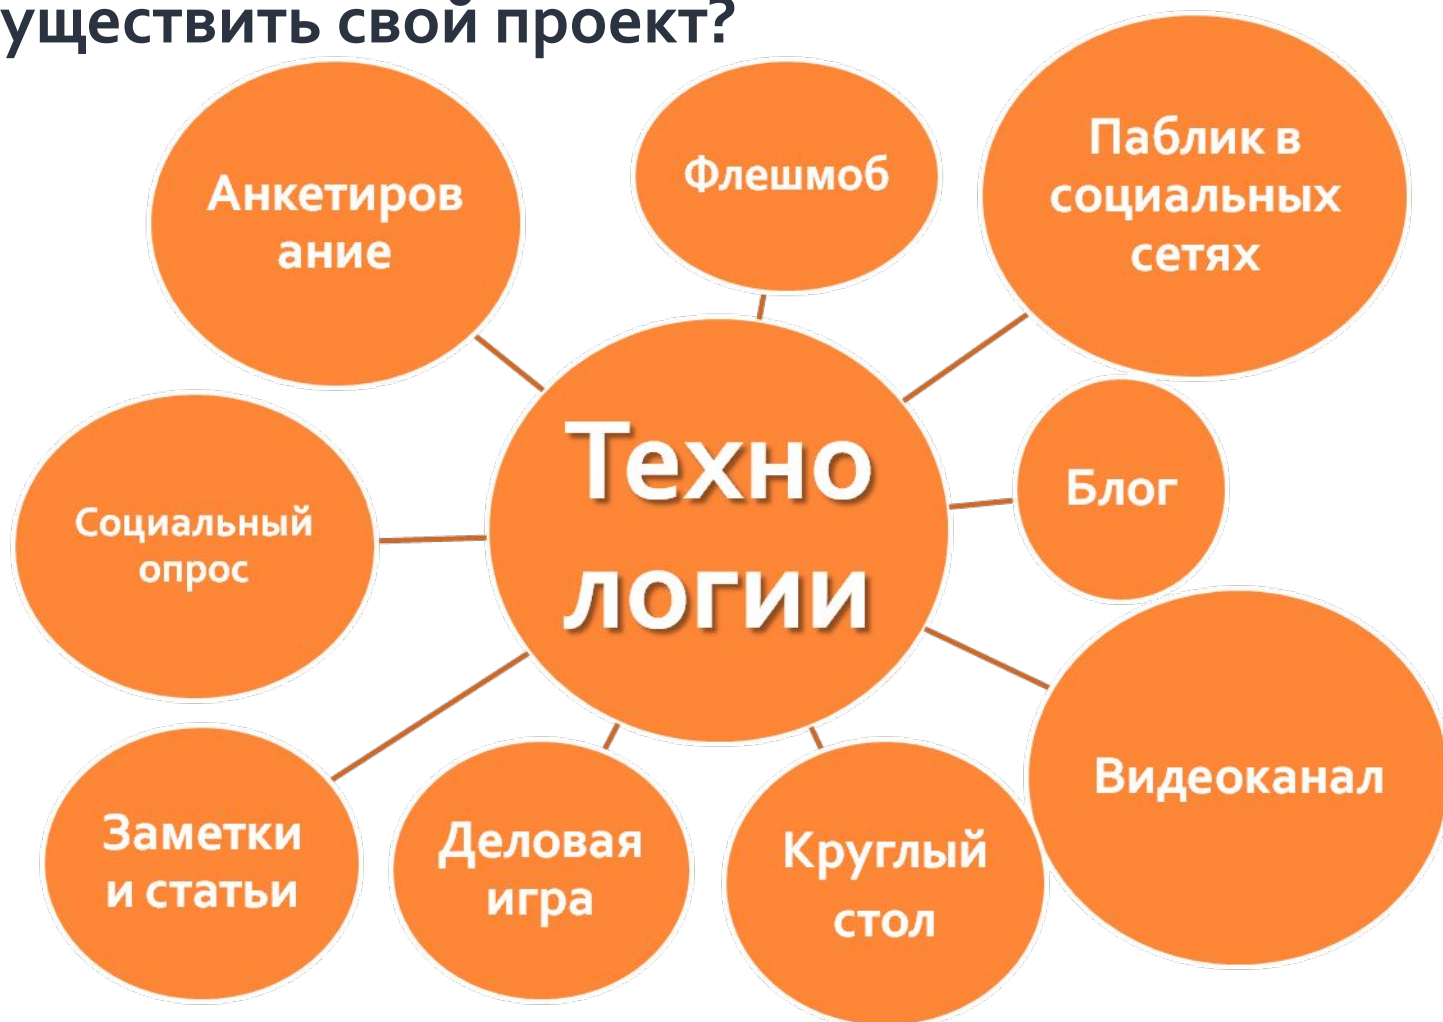 уществить свой проект?
Анкетиров
ание
Флешмоб
Паблик в
социальных
сетях
Техно
логии
Блог
Социальный
опрос
Видеоканал
Заметки
и статьи
Деловая
игра
Круглый
стол